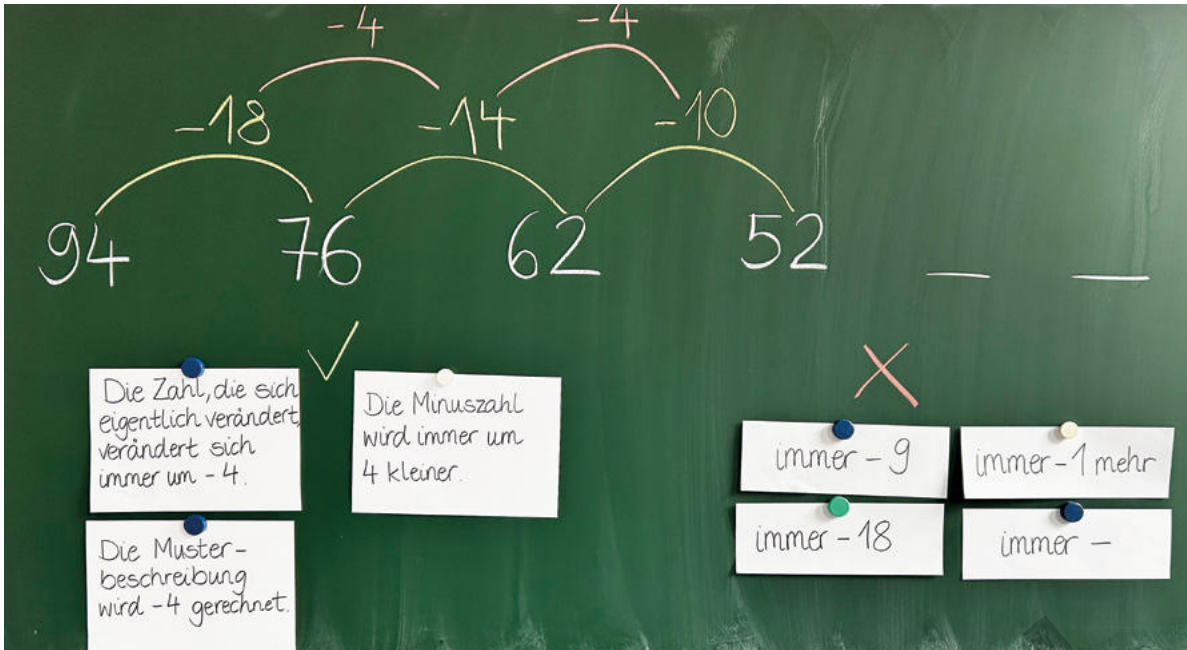 -4 -4
-18 -14 -10
94 76 62 52 _ _
✓
Die Zahl, die sich
eigentlich verändert,
verändert sich
immer um -4.
Die Minuszahl
wird immer um
4 kleiner.
Die Muster-
beschreibung
wird -4 gerechnet.
X
immer -9
immer -1 mehr
immer -18
immer -